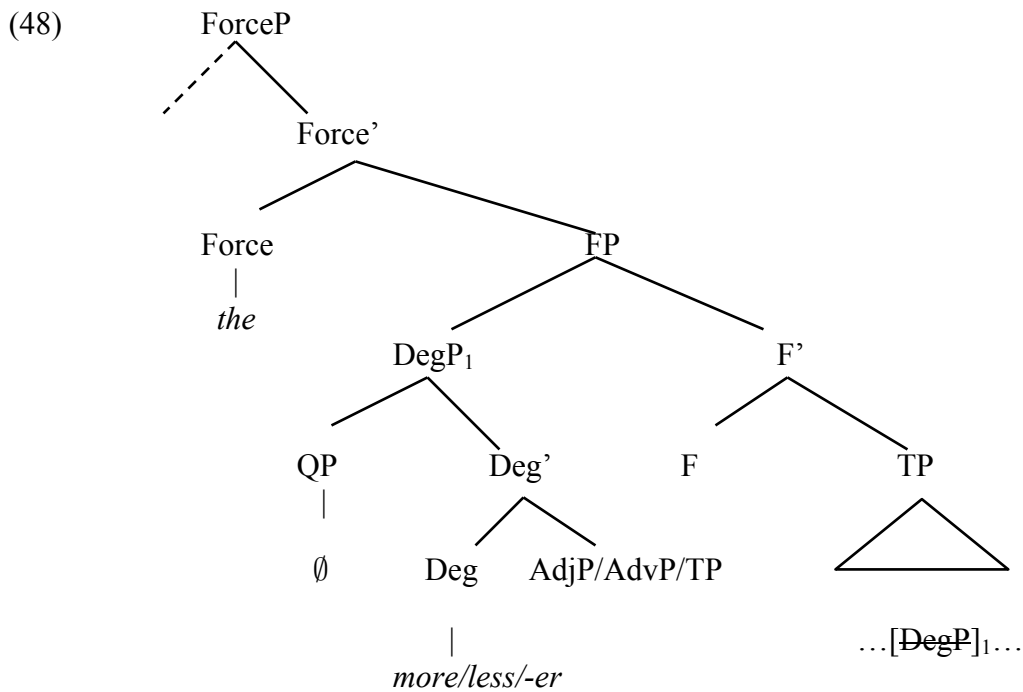 (48) ForceP
Force’
Force FP
|
the
DegP₁ F’
QP Deg’ F TP
|
∅ Deg AdjP/AdvP/TP
| …[DegP]₁…
more/less/-er